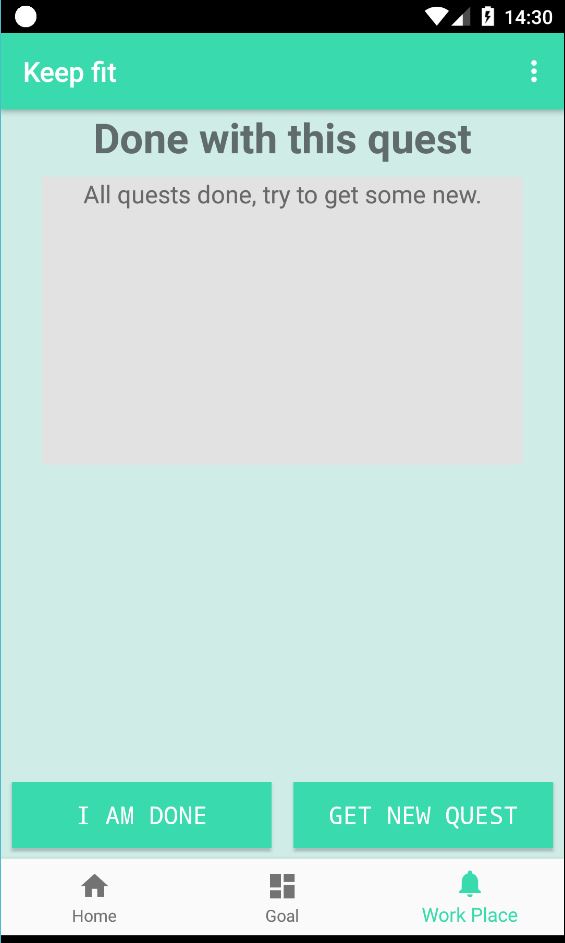 14:30
Keep fit
Done with this quest
All quests done, try to get some new.
I AM DONE
GET NEW QUEST
Home
Goal
Work Place